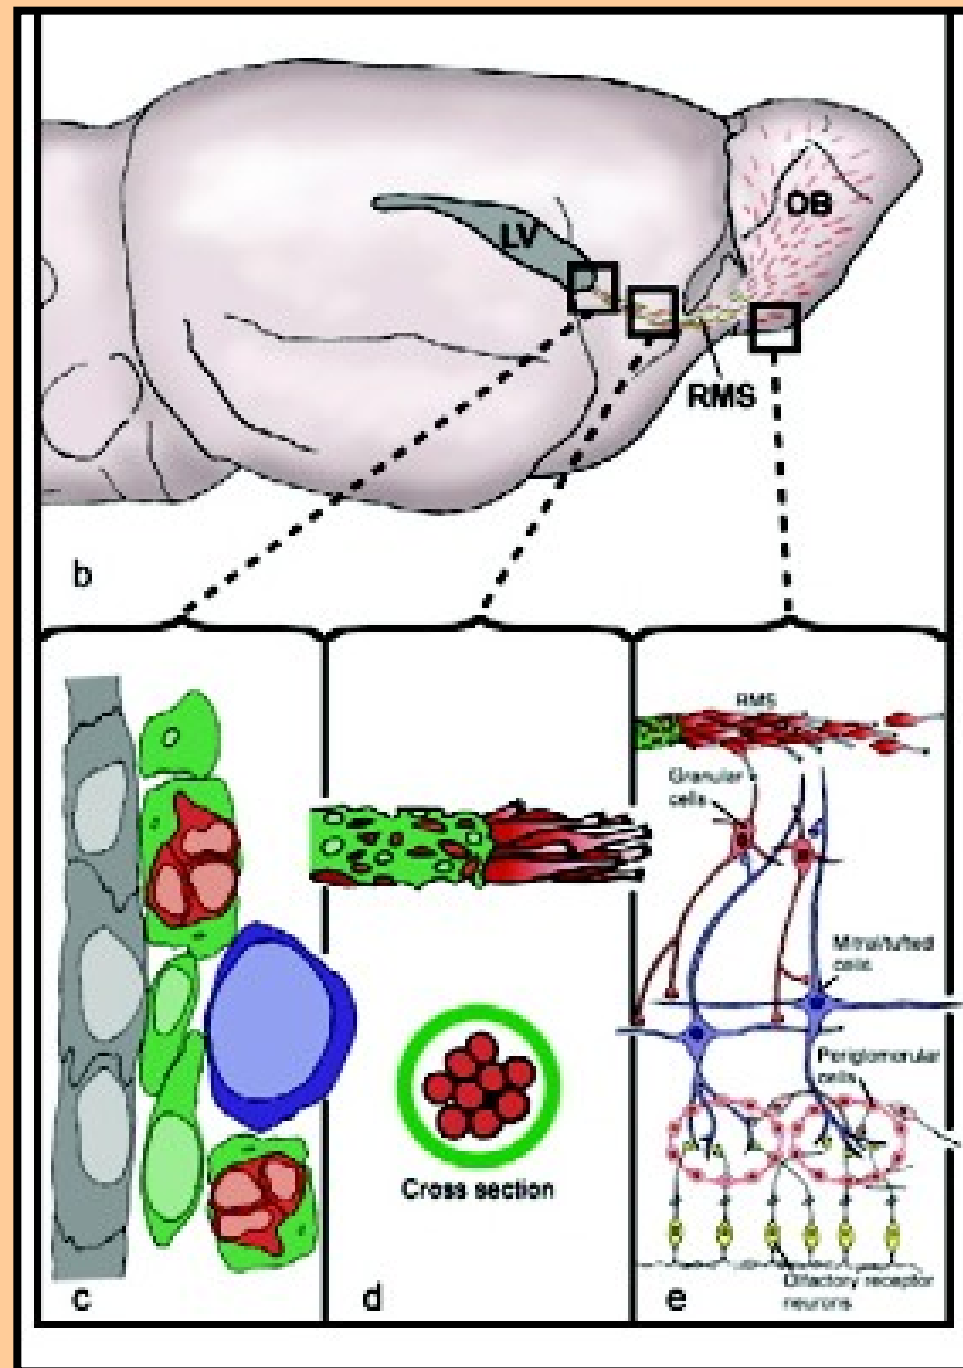 OB
LV
RMS
b
RMS
Granular
cells
Mitral/tufted
cells
Periglomerular
cells
Cross section
Olfactory receptor
neurons
c
d
e